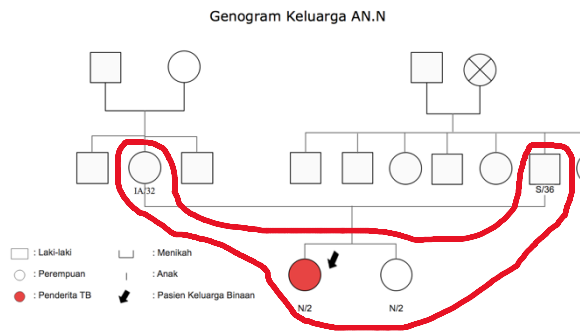 Genogram Keluarga AN.N
IA/32
S/36
: Laki-laki
: Menikah
: Perempuan
: Anak
: Penderita TB
: Pasien Keluarga Binaan
N/2
N/2